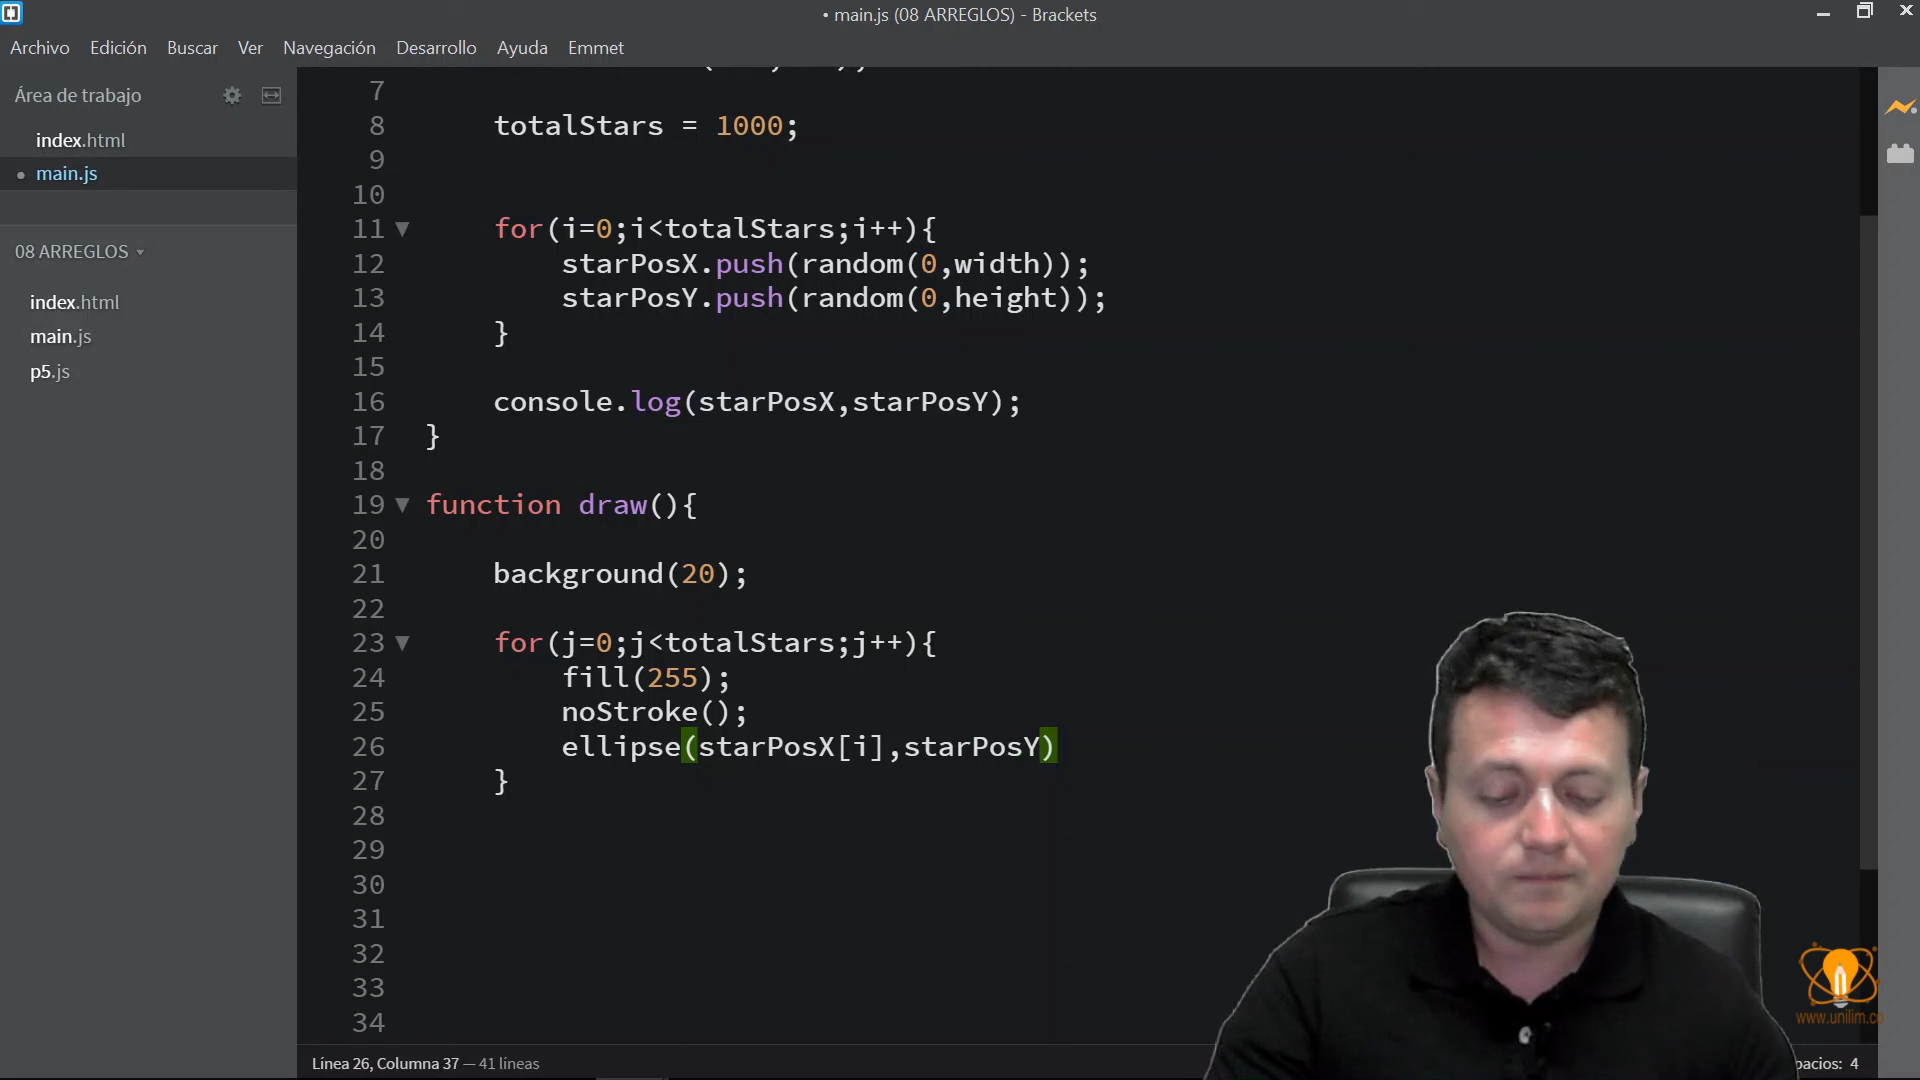 • main.js (08 ARREGLOS) - Brackets
Archivo Edición Buscar Ver Navegación Desarrollo Ayuda Emmet
Área de trabajo
index.html
• main.js
08 ARREGLOS
index.html
main.js
p5.js
7
8 totalStars = 1000;
9
10
11 for(i=0;i<totalStars;i++){
12 starPosX.push(random(0,width));
13 starPosY.push(random(0,height));
14 }
15
16 console.log(starPosX,starPosY);
17 }
18
19 function draw(){
20
21 background(20);
22
23 for(j=0;j<totalStars;j++){
24 fill(255);
25 noStroke();
26 ellipse(starPosX[i],starPosY)
27 }
28
29
30
31
32
33
34
Línea 26, Columna 37 — 41 líneas
pacios: 4
www.unilim.co